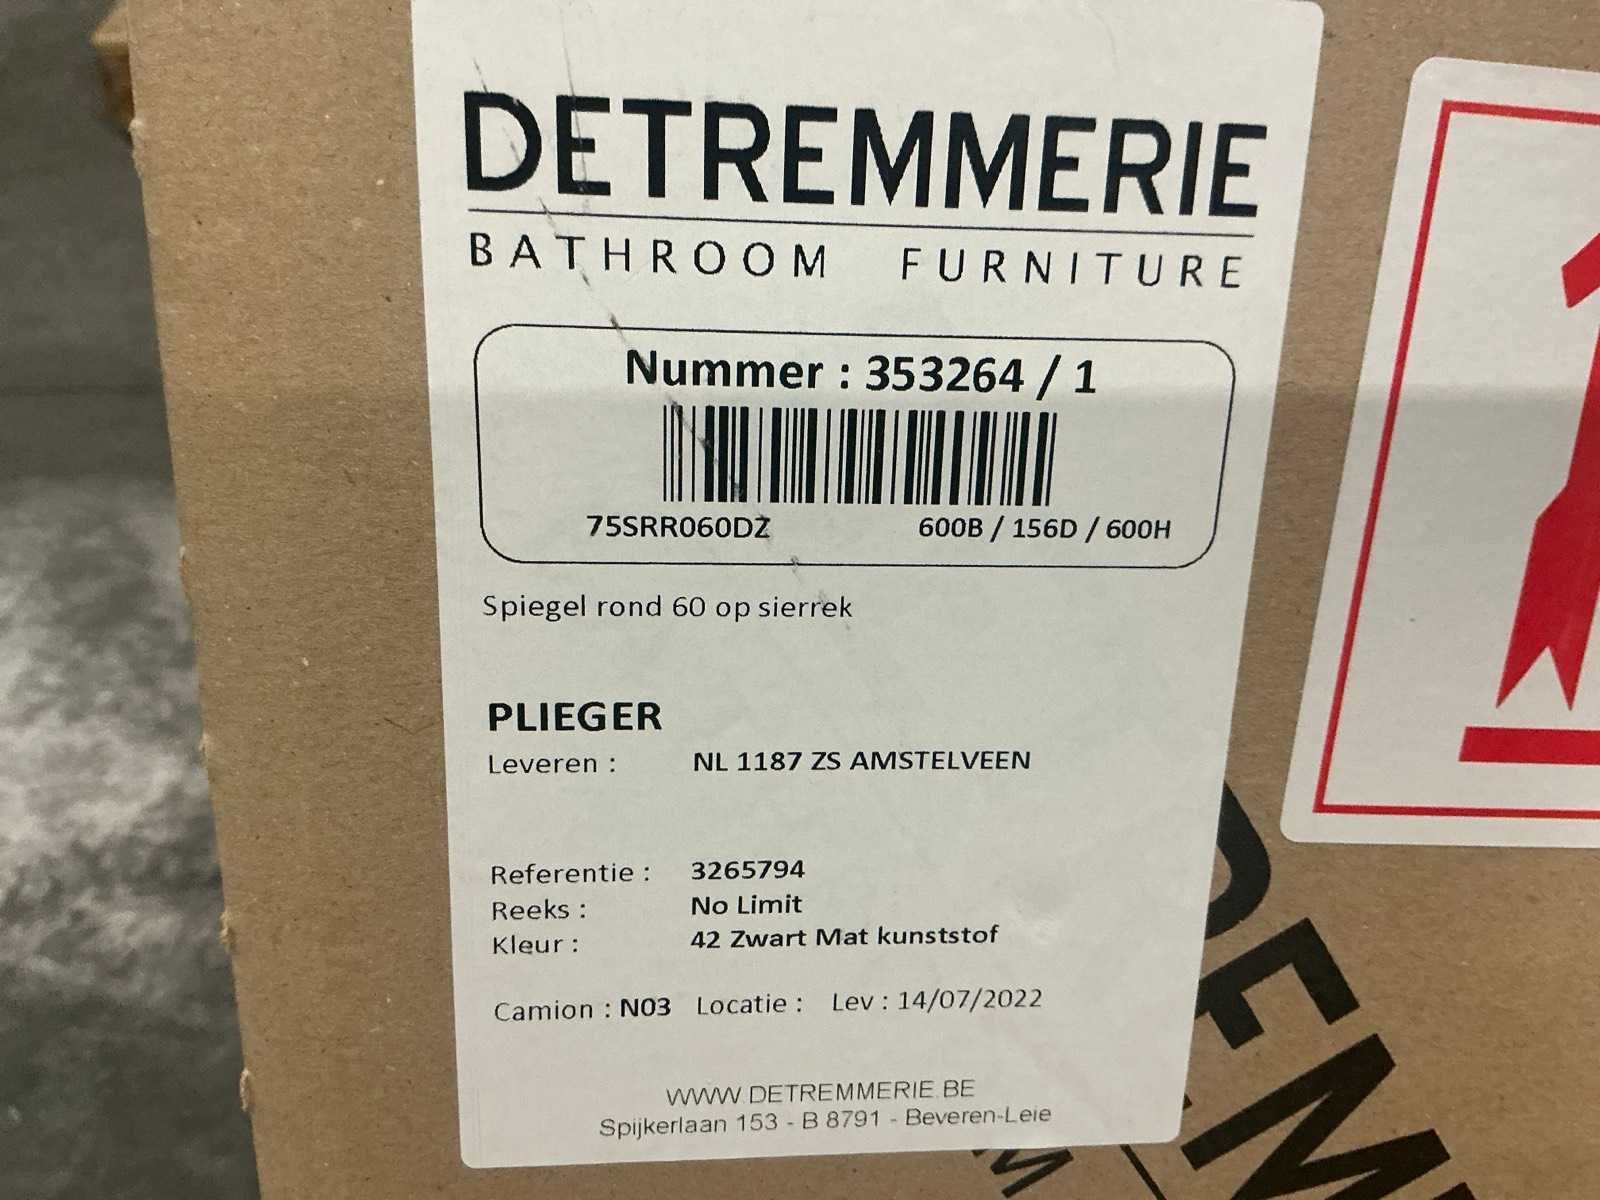 DETREMMERIE
BATHROOM FURNITURE
Nummer : 353264 / 1
75SRR060DZ 600B / 156D / 600H
Spiegel rond 60 op sierrek
PLIEGER
Leveren : NL 1187 ZS AMSTELVEEN
Referentie : 3265794
Reeks : No Limit
Kleur : 42 Zwart Mat kunststof
Camion : N03 Locatie : Lev : 14/07/2022
WWW.DETREMMERIE.BE
Spijkerlaan 153 - B 8791 - Beveren-Leie